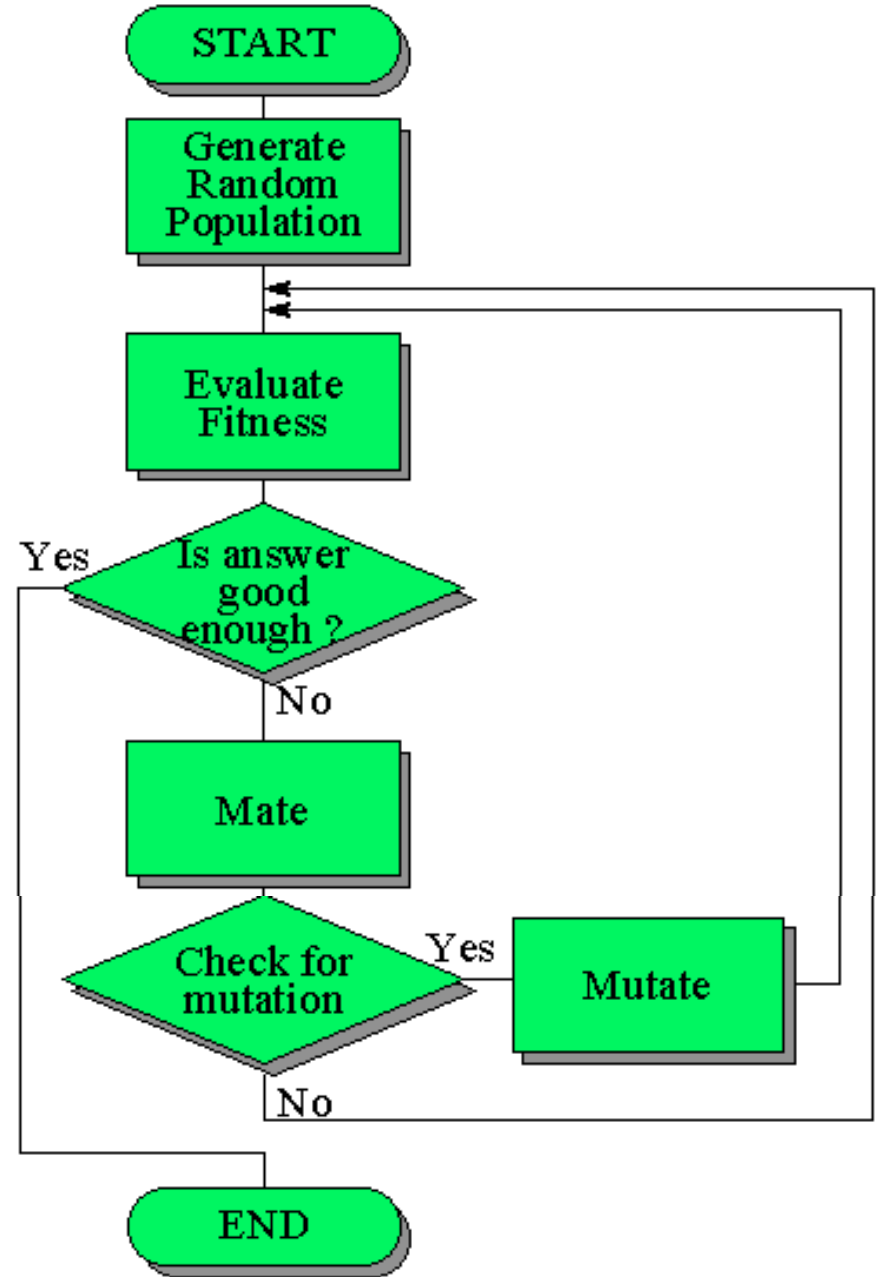 START
Generate
Random
Population
Evaluate
Fitness
Yes
Is answer
good
enough ?
No
Mate
Check for
mutation
Yes
Mutate
No
END